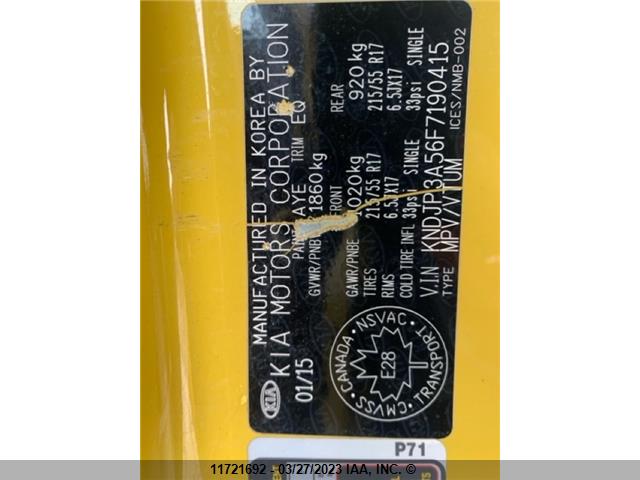 KIA
MANUFACTURED IN KOREA BY
KIA MOTORS CORPORATION
01/15
AYE TRIM EQ
GVWR/PNBV 1860kg
FRONT REAR
GAWR/PNBE 1020kg 920kg
TIRES 215/55 R17 215/55 R17
RIMS 6.5JX17 6.5JX17
COLD TIRE INFL 33psi SINGLE 33psi SINGLE
VIN KNDJP3A56F7190415
TYPE MPV/VTUM ICES/NMB-002
CANADA NSVAC
E28
CMVSS TRANSPORT
P71
11721692 - 03/27/2023 IAA, INC.